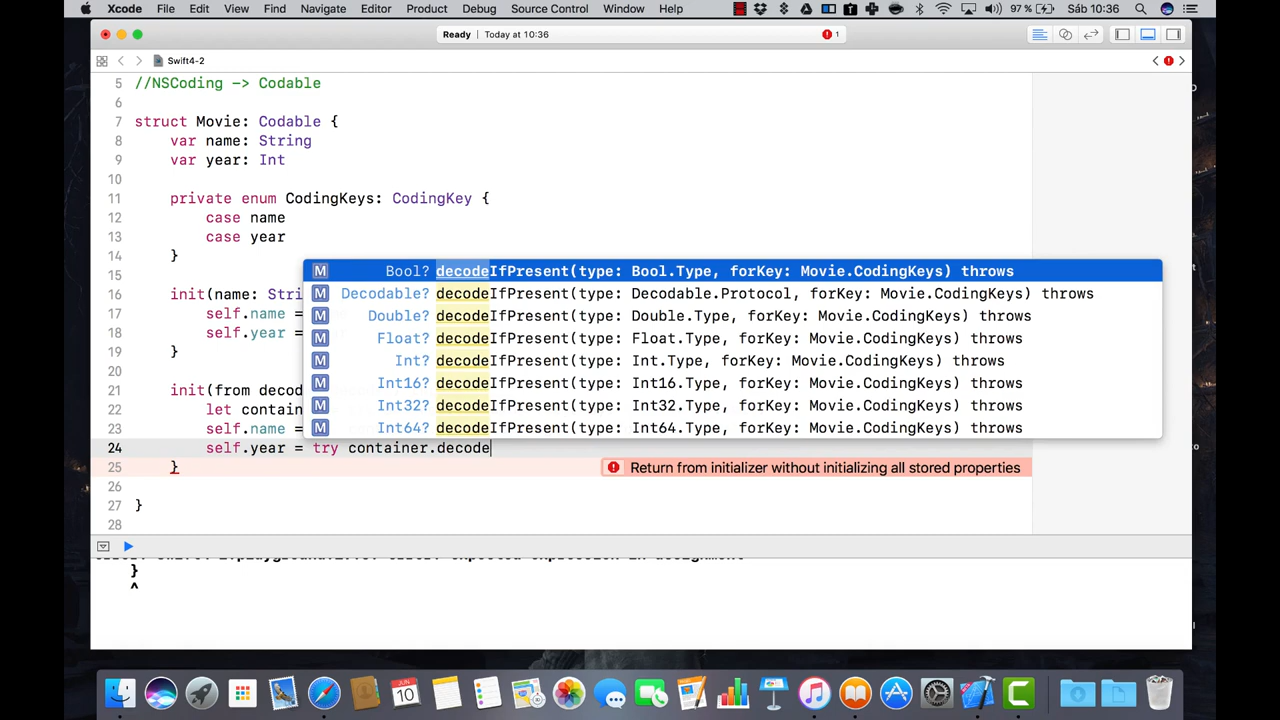 Xcode File Edit View Find Navigate Editor Product Debug Source Control Window Help 97 % Sáb 10:36
Ready Today at 10:36 1
Swift4-2
5 //NSCoding -> Codable
6
7 struct Movie: Codable {
8 var name: String
9 var year: Int
10
11 private enum CodingKeys: CodingKey {
12 case name
13 case year
14 }
15
16 init(name: Stri
17 self.name =
18 self.year =
19 }
20
21 init(from decod
22 let contain
23 self.name =
24 self.year = try container.decode
25 } Return from initializer without initializing all stored properties
26
27 }
28
M Bool? decodeIfPresent(type: Bool.Type, forKey: Movie.CodingKeys) throws
M Decodable? decodeIfPresent(type: Decodable.Protocol, forKey: Movie.CodingKeys) throws
M Double? decodeIfPresent(type: Double.Type, forKey: Movie.CodingKeys) throws
M Float? decodeIfPresent(type: Float.Type, forKey: Movie.CodingKeys) throws
M Int? decodeIfPresent(type: Int.Type, forKey: Movie.CodingKeys) throws
M Int16? decodeIfPresent(type: Int16.Type, forKey: Movie.CodingKeys) throws
M Int32? decodeIfPresent(type: Int32.Type, forKey: Movie.CodingKeys) throws
M Int64? decodeIfPresent(type: Int64.Type, forKey: Movie.CodingKeys) throws
}
^
JUN
10